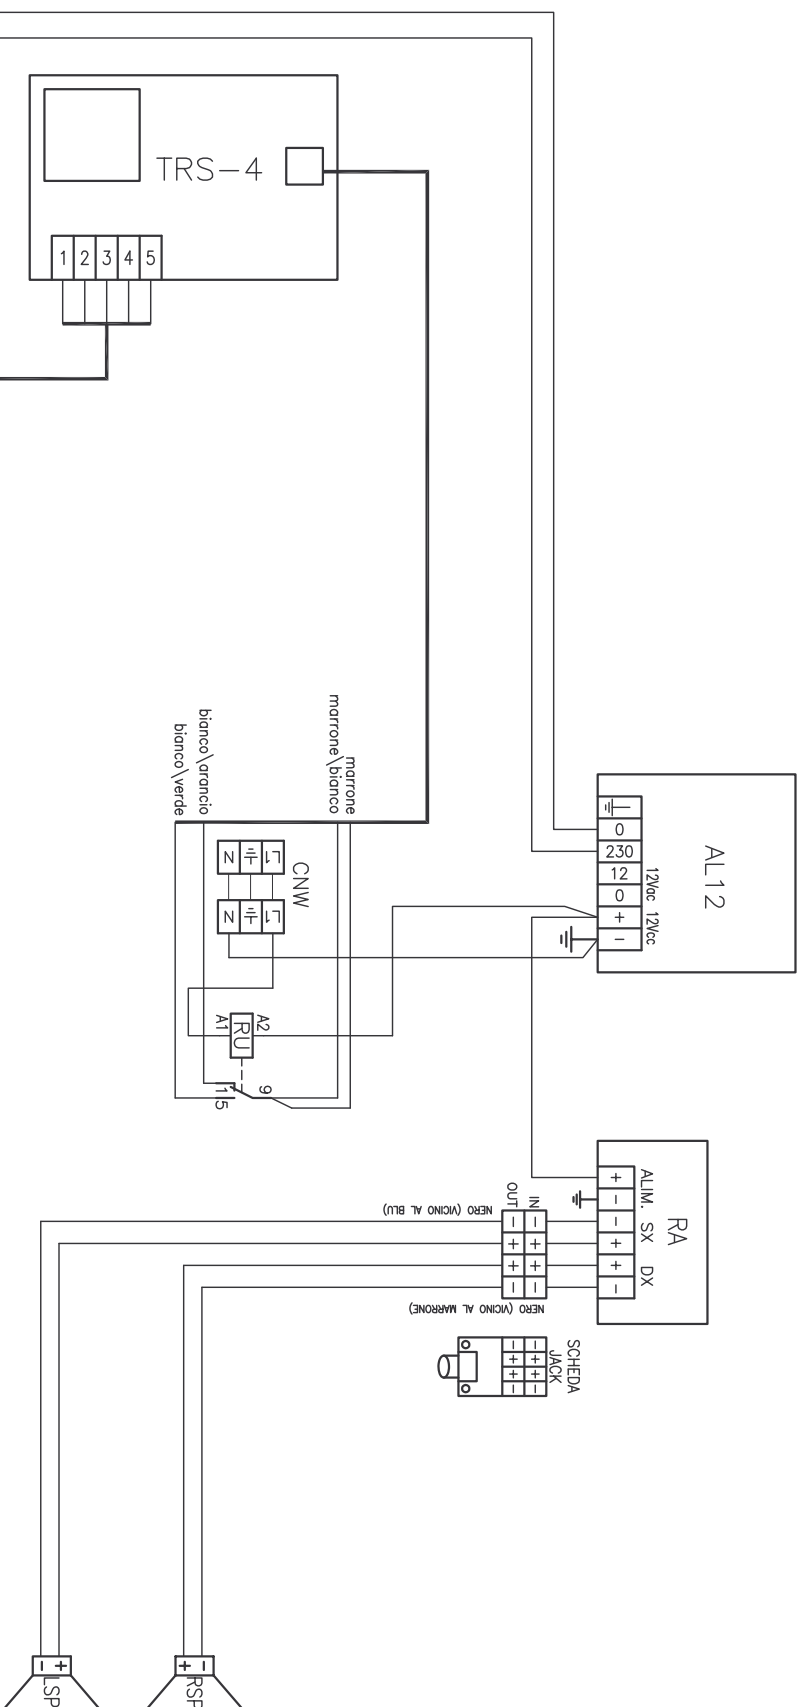 TRS-4
1 2 3 4 5
marrone
marrone\bianco
bianco\arancio
bianco\verde
AL12
0
230
12
0
+
-
12Vac 12Vcc
CNW
N L1
N L1
A2
RU
A1
9
1
5
RA
ALIM. SX DX
+
-
-
+
+
-
IN
OUT
- -
+ +
+ +
- -
NERO (VICINO AL BLU)
NERO (VICINO AL MARRONE)
SCHEDA
JACK
- -
+ +
+ +
- -
- +
LSP
+ -
RSP